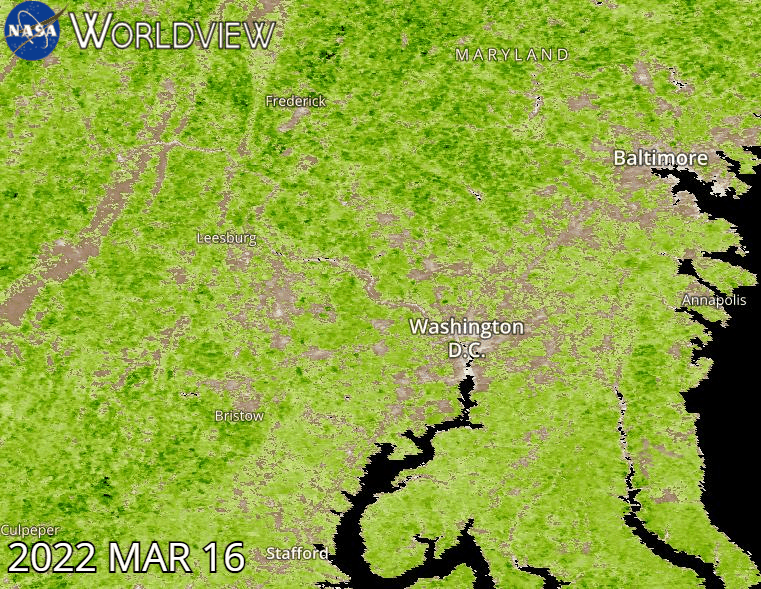 NASA WORLDVIEW
MARYLAND
Frederick
Baltimore
Leesburg
Annapolis
Washington
D.C.
Bristow
Culpeper
2022 MAR 16
Stafford